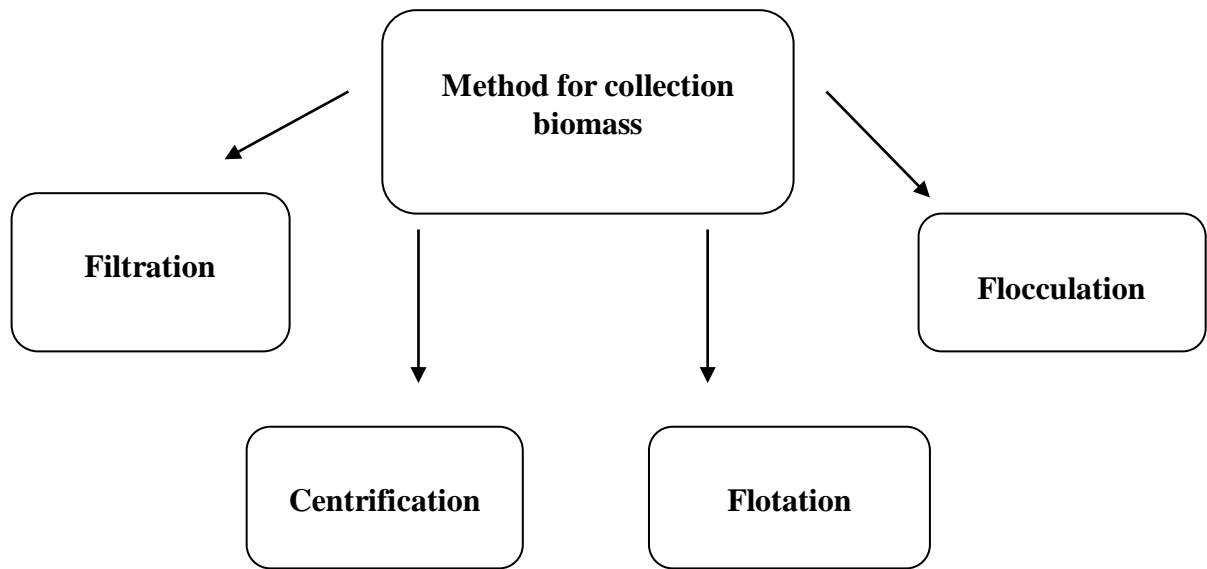 Method for collection
biomass
Filtration
Flocculation
Centrification
Flotation